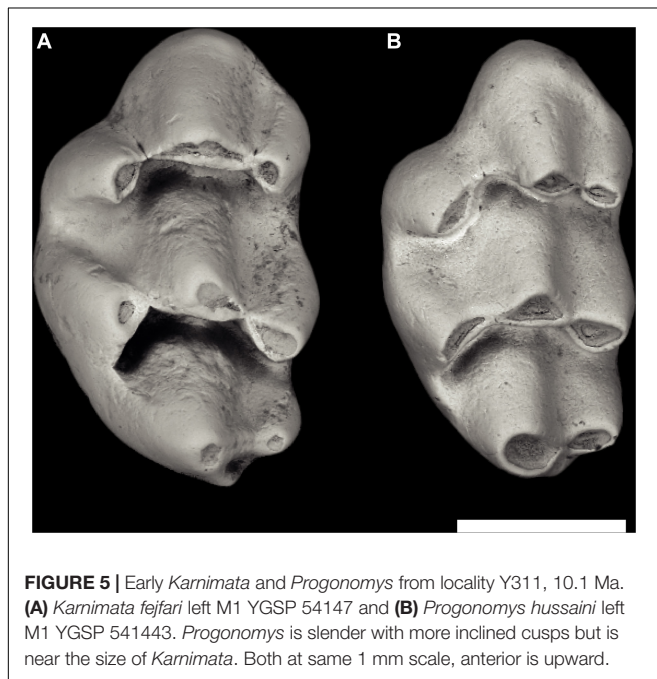 A B
FIGURE 5 | Early Karnimata and Progonomys from locality Y311, 10.1 Ma.
(A) Karnimata fejfari left M1 YGSP 54147 and (B) Progonomys hussaini left
M1 YGSP 541443. Progonomys is slender with more inclined cusps but is
near the size of Karnimata. Both at same 1 mm scale, anterior is upward.